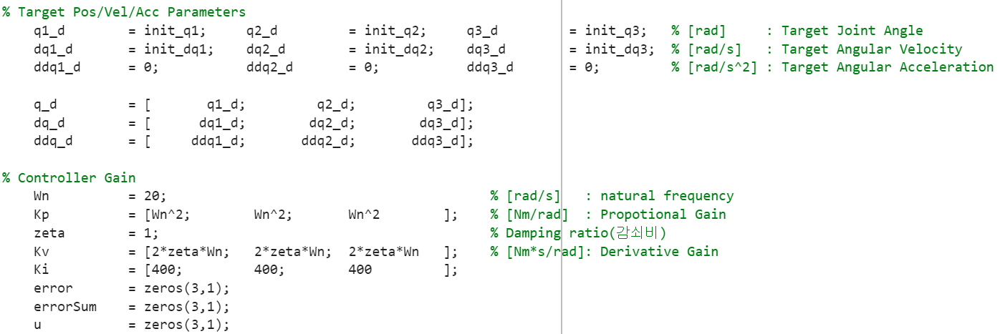 % Target Pos/Vel/Acc Parameters
q1_d = init_q1; q2_d = init_q2; q3_d = init_q3; % [rad] : Target Joint Angle
dq1_d = init_dq1; dq2_d = init_dq2; dq3_d = init_dq3; % [rad/s] : Target Angular Velocity
ddq1_d = 0; ddq2_d = 0; ddq3_d = 0; % [rad/s^2] : Target Angular Acceleration
q_d = [ q1_d; q2_d; q3_d];
dq_d = [ dq1_d; dq2_d; dq3_d];
ddq_d = [ ddq1_d; ddq2_d; ddq3_d];
% Controller Gain
Wn = 20; % [rad/s] : natural frequency
Kp = [Wn^2; Wn^2; Wn^2 ]; % [Nm/rad] : Propotional Gain
zeta = 1; % Damping ratio(감쇠비)
Kv = [2*zeta*Wn; 2*zeta*Wn; 2*zeta*Wn ]; % [Nm*s/rad]: Derivative Gain
Ki = [400; 400; 400 ];
error = zeros(3,1);
errorSum = zeros(3,1);
u = zeros(3,1);